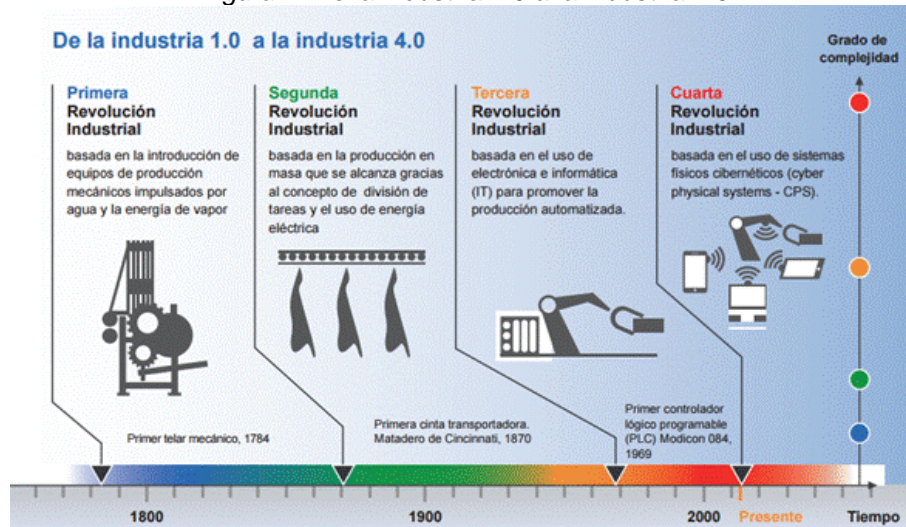 De la industria 1.0 a la industria 4.0
Grado de
complejidad
Primera
Revolución
Industrial
basada en la introducción de
equipos de producción
mecánicos impulsados por
agua y la energía de vapor
Segunda
Revolución
Industrial
basada en la producción en
masa que se alcanza gracias
al concepto de división de
tareas y el uso de energía
eléctrica
Tercera
Revolución
Industrial
basada en el uso de
electrónica e informática
(IT) para promover la
producción automatizada.
Cuarta
Revolución
Industrial
basada en el uso de sistemas
físicos cibernéticos (cyber
physical systems - CPS).
Primer telar mecánico, 1784
Primera cinta transportadora.
Matadero de Cincinnati, 1870
Primer controlador
lógico programable
(PLC) Modicon 084,
1969
1800
1900
2000
Presente
Tiempo